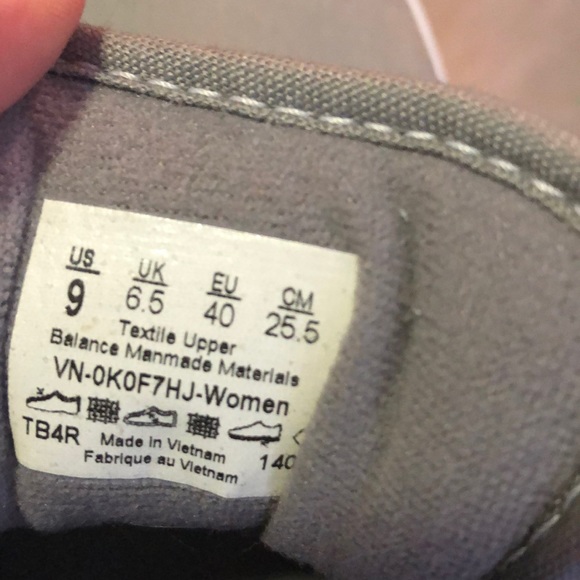 US UK EU CM
9 6.5 40 25.5
Textile Upper
Balance Manmade Materials
VN-0K0F7HJ-Women
TB4R Made in Vietnam 140
Fabrique au Vietnam